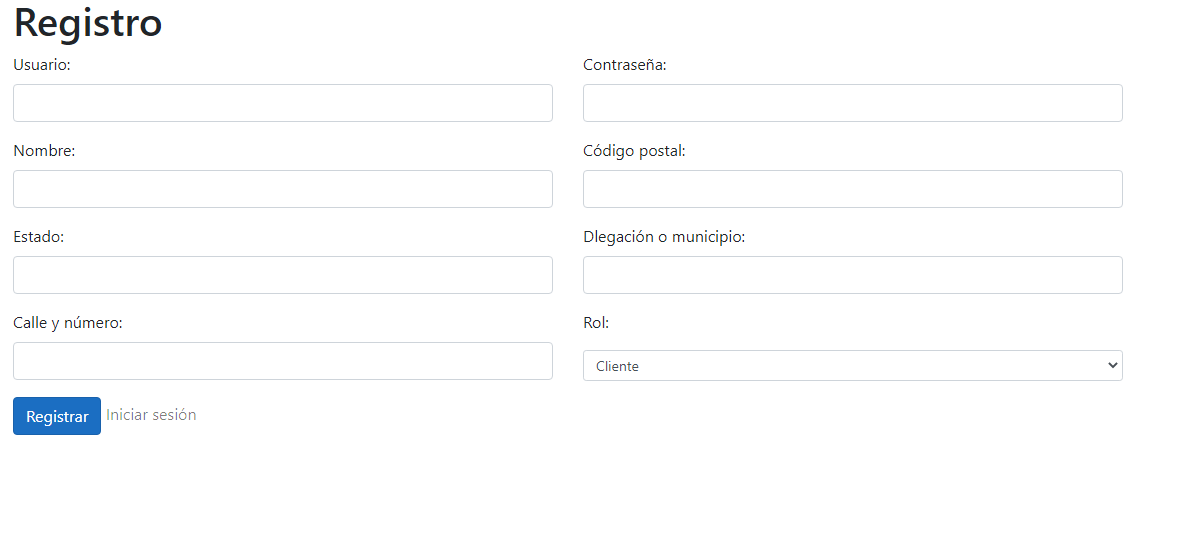 Registro
Usuario:
Contraseña:
Nombre:
Código postal:
Estado:
Dlegación o municipio:
Calle y número:
Rol:
Cliente
Registrar Iniciar sesión